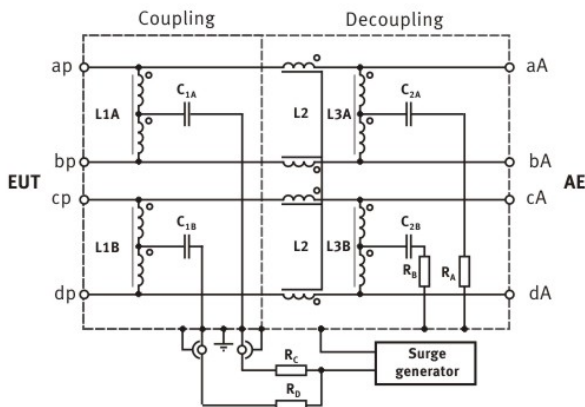 Coupling Decoupling
ap aA
C1A C2A
L1A L2 L3A
bp bA
EUT AE
cp cA
C1B C2B
L1B L2 L3B
RB RA
dp dA
RC Surge
generator
RD